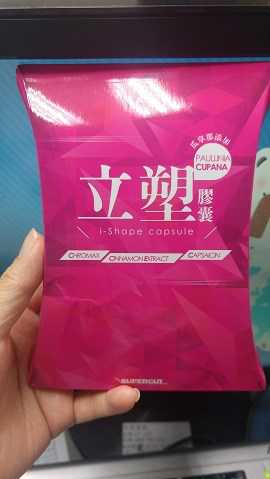 瓜拿那添加
PAULLINIA
CUPANA
立塑膠囊
i-Shape capsule
CHROMAX CINNAMON EXTRACT CAPSAICIN
SUPERCUT